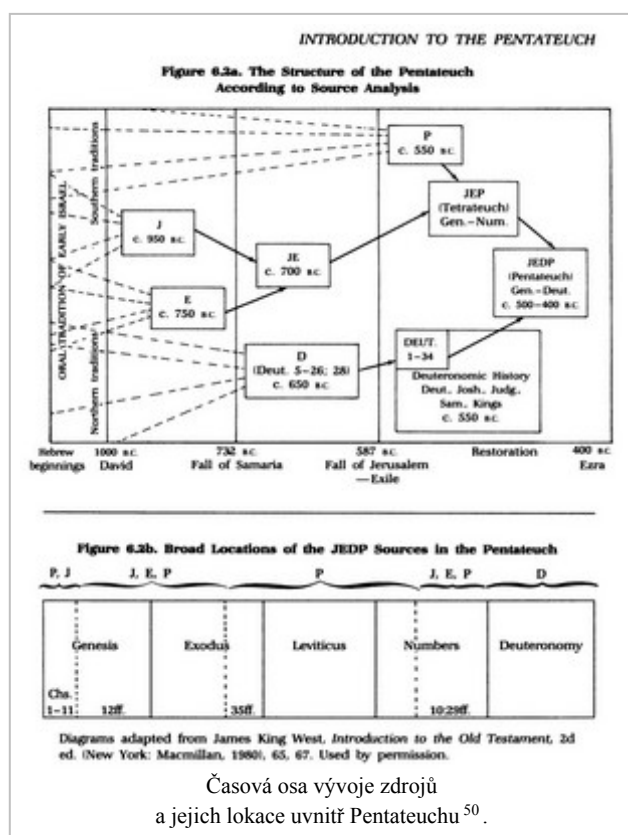 INTRODUCTION TO THE PENTATEUCH
Figure 6.2a. The Structure of the Pentateuch
According to Source Analysis
ORAL TRADITION OF EARLY ISRAEL
Southern traditions
Northern traditions
P
c. 550 B.C.
J
c. 950 B.C.
JEP
(Tetrateuch)
Gen.–Num.
JE
c. 700 B.C.
JEDP
(Pentateuch)
Gen.–Deut.
c. 500–400 B.C.
E
c. 750 B.C.
D
(Deut. 5–26; 28)
c. 650 B.C.
DEUT.
1–34
Deuteronomic History
Deut., Josh., Judg.,
Sam., Kings
c. 550 B.C.
Hebrew
beginnings
1000 B.C.
David
732 B.C.
Fall of Samaria
587 B.C.
Fall of Jerusalem
—Exile
Restoration
400 B.C.
Ezra
Figure 6.2b. Broad Locations of the JEDP Sources in the Pentateuch
P, J J, E, P P J, E, P D
Genesis Exodus Leviticus Numbers Deuteronomy
Chs.
1–11 12ff. 35ff. 10:29ff.
Diagrams adapted from James King West, Introduction to the Old Testament, 2d
ed. (New York: Macmillan, 1980), 65, 67. Used by permission.
Časová osa vývoje zdrojů
a jejich lokace uvnitř Pentateuchu 50.